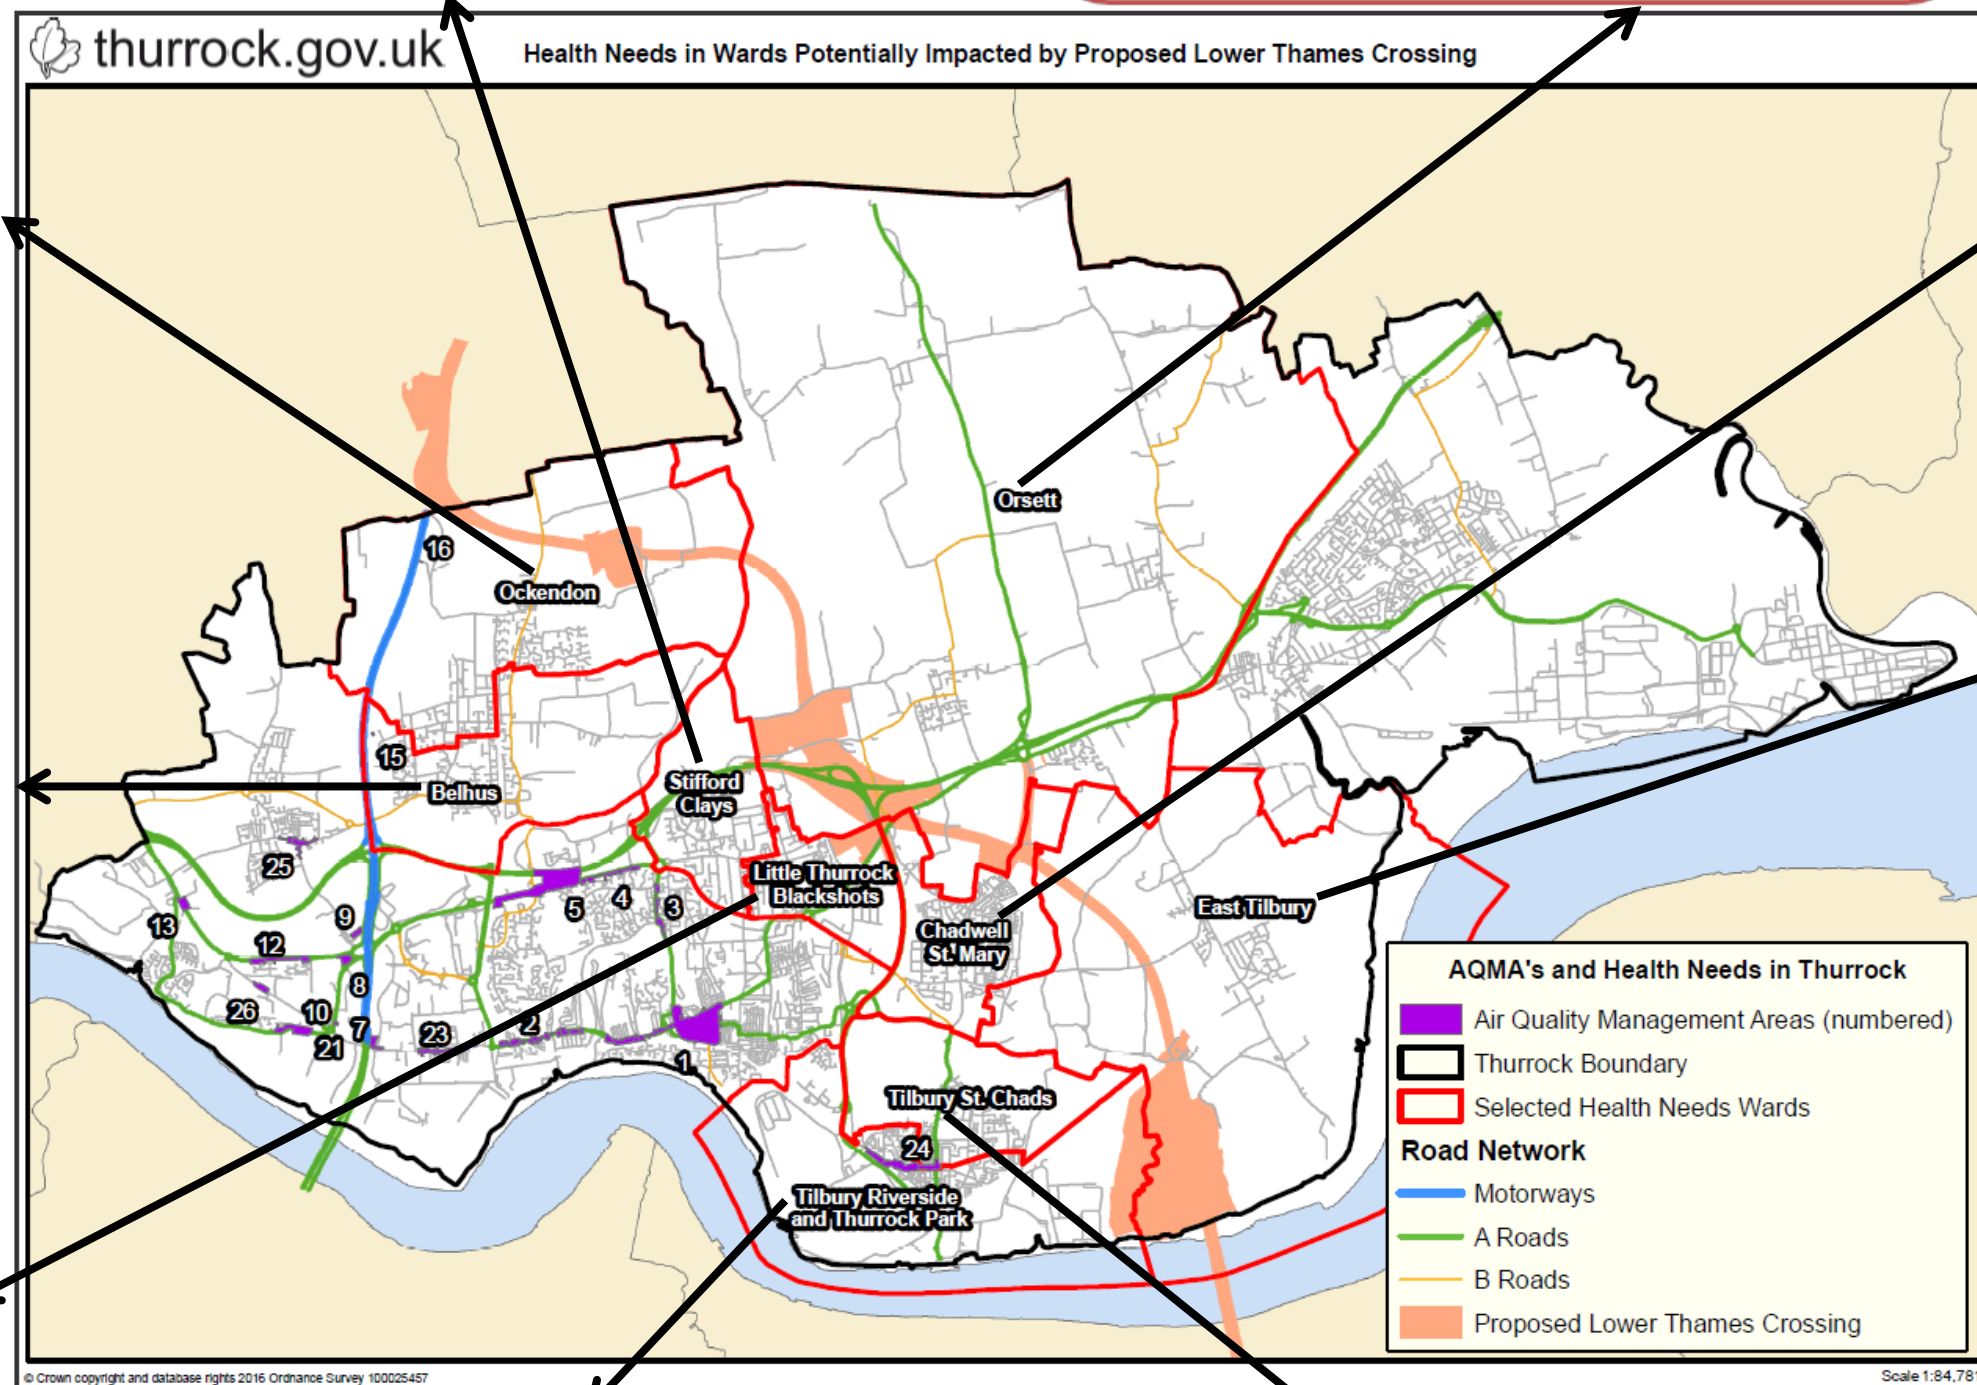 thurrock.gov.uk
Health Needs in Wards Potentially Impacted by Proposed Lower Thames Crossing
Orsett
16
Ockendon
15
Belhus
Stifford
Clays
25
Little Thurrock
Blackshots
5
4
3
13
9
12
East Tilbury
Chadwell
St. Mary
8
26
10
7
21
23
2
1
Tilbury St. Chads
24
Tilbury Riverside
and Thurrock Park
AQMA's and Health Needs in Thurrock
Air Quality Management Areas (numbered)
Thurrock Boundary
Selected Health Needs Wards
Road Network
Motorways
A Roads
B Roads
Proposed Lower Thames Crossing
© Crown copyright and database rights 2016 Ordnance Survey 100025457
Scale 1:84,781